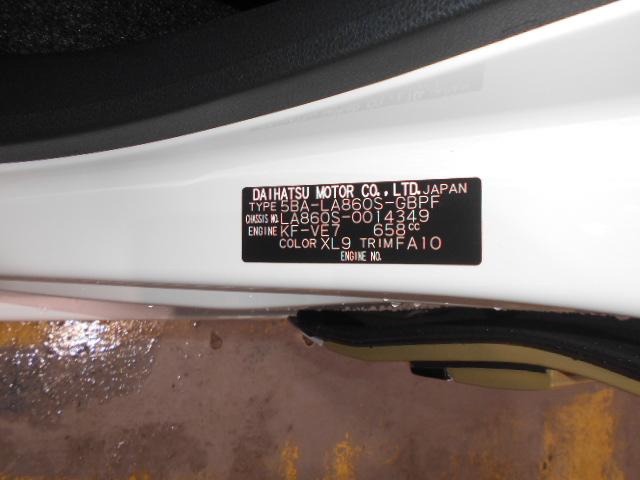 DAIHATSU MOTOR CO., LTD. JAPAN
TYPE 5BA-LA860S-GBPF
CHASSIS NO. LA860S-0014349
ENGINE KF-VE7 658cc
COLOR XL9 TRIM FA10
ENGINE NO.